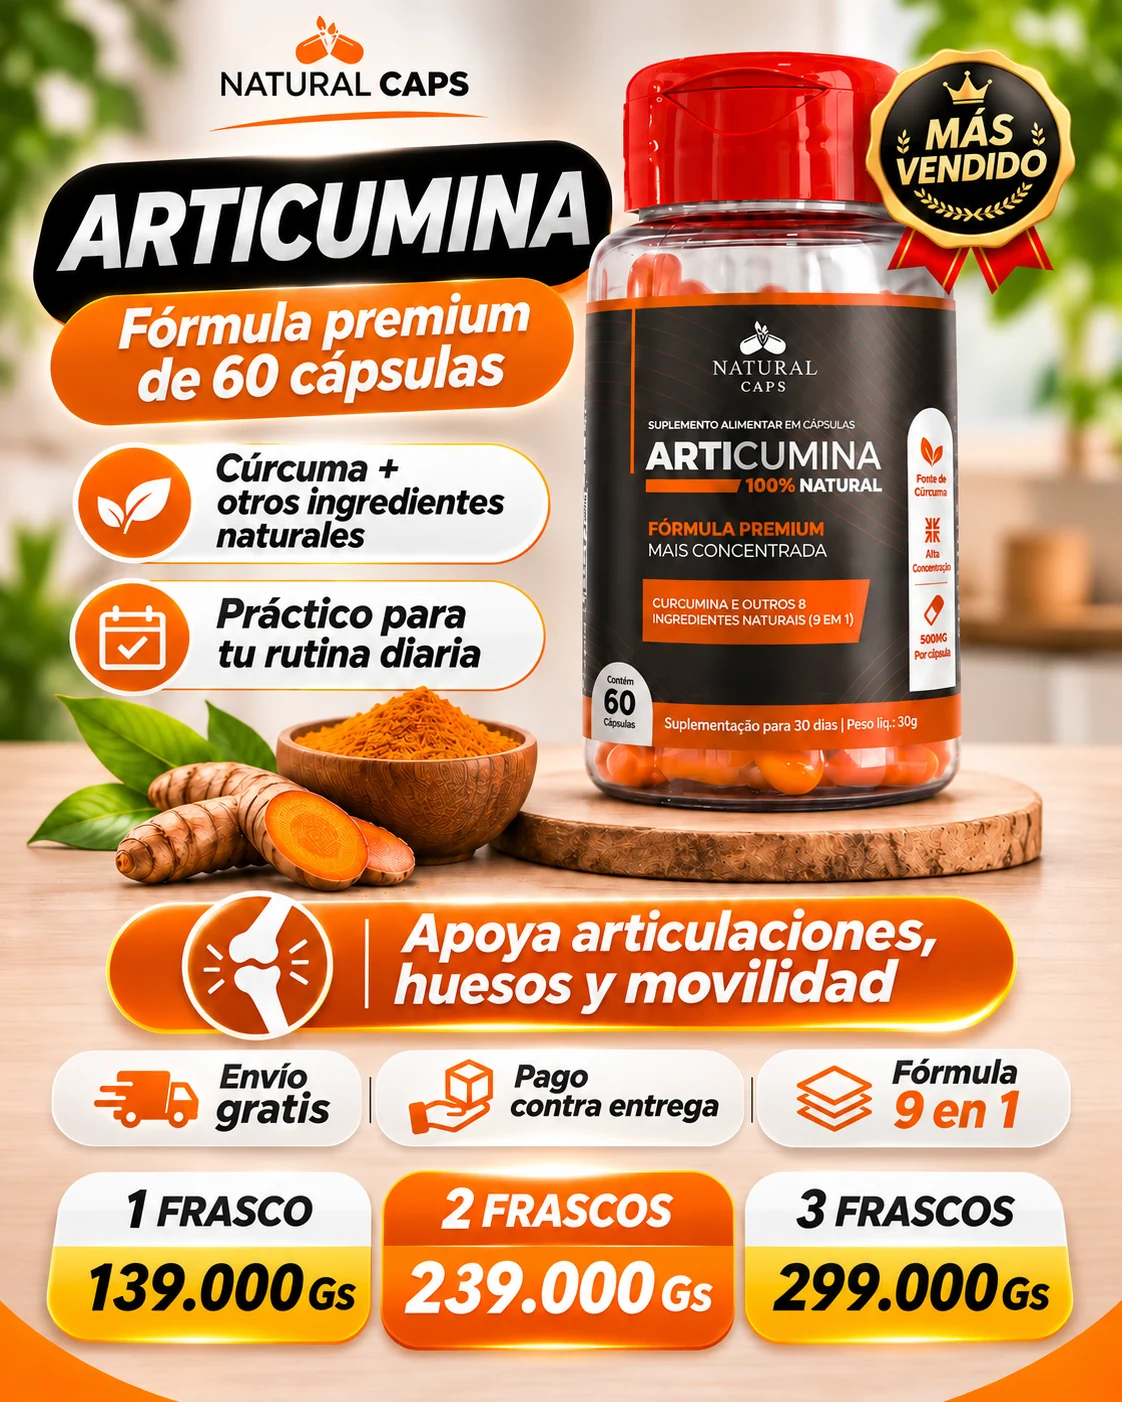 NATURAL CAPS
ARTICUMINA
Fórmula premium
de 60 cápsulas
Cúrcuma +
otros ingredientes
naturales
Práctico para
tu rutina diaria
MÁS
VENDIDO
NATURAL
CAPS
SUPLEMENTO ALIMENTAR EM CÁPSULAS
ARTICUMINA
100% NATURAL
FÓRMULA PREMIUM
MAIS CONCENTRADA
CURCUMINA E OUTROS 8
INGREDIENTES NATURAIS (9 EM 1)
Fonte de
Cúrcuma
Alta
Concentração
500MG
Por cápsula
Contém
60
Cápsulas
Suplementação para 30 dias | Peso liq.: 30g
Apoya articulaciones,
huesos y movilidad
Envío
gratis
Pago
contra entrega
Fórmula
9 en 1
1 FRASCO
139.000 Gs
2 FRASCOS
239.000 Gs
3 FRASCOS
299.000 Gs